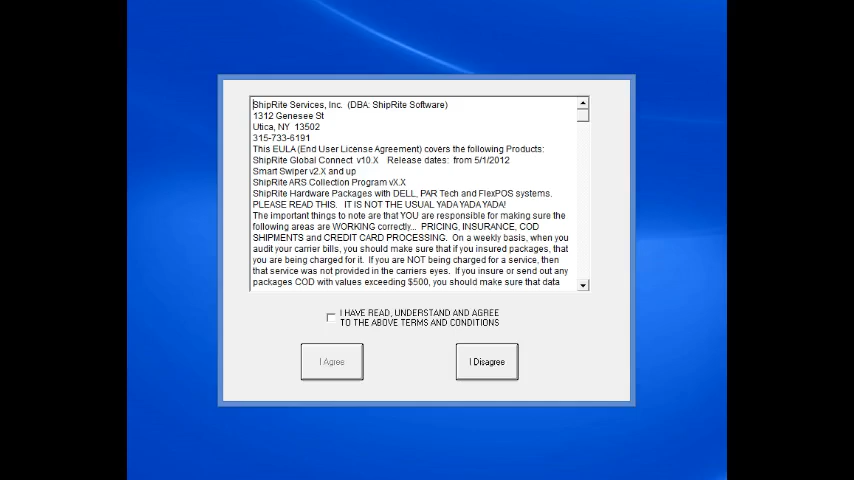 ShipRite Services, Inc. (DBA: ShipRite Software)
1312 Genesee St
Utica, NY 13502
315-733-6191
This EULA (End User License Agreement) covers the following Products:
ShipRite Global Connect v10.X Release dates: from 5/1/2012
Smart Swiper v2.X and up
ShipRite ARS Collection Program vX.X
ShipRite Hardware Packages with DELL, PAR Tech and FlexPOS systems.
PLEASE READ THIS. IT IS NOT THE USUAL YADA YADA YADA!
The important things to note are that YOU are responsible for making sure the
following areas are WORKING correctly... PRICING, INSURANCE, COD
SHIPMENTS and CREDIT CARD PROCESSING. On a weekly basis, when you
audit your carrier bills, you should make sure that if you insured packages, that
you are being charged for it. If you are NOT being charged for a service, then
that service was not provided in the carriers eyes. If you insure or send out any
packages COD with values exceeding $500, you should make sure that data
I HAVE READ, UNDERSTAND AND AGREE
TO THE ABOVE TERMS AND CONDITIONS
I Agree
I Disagree